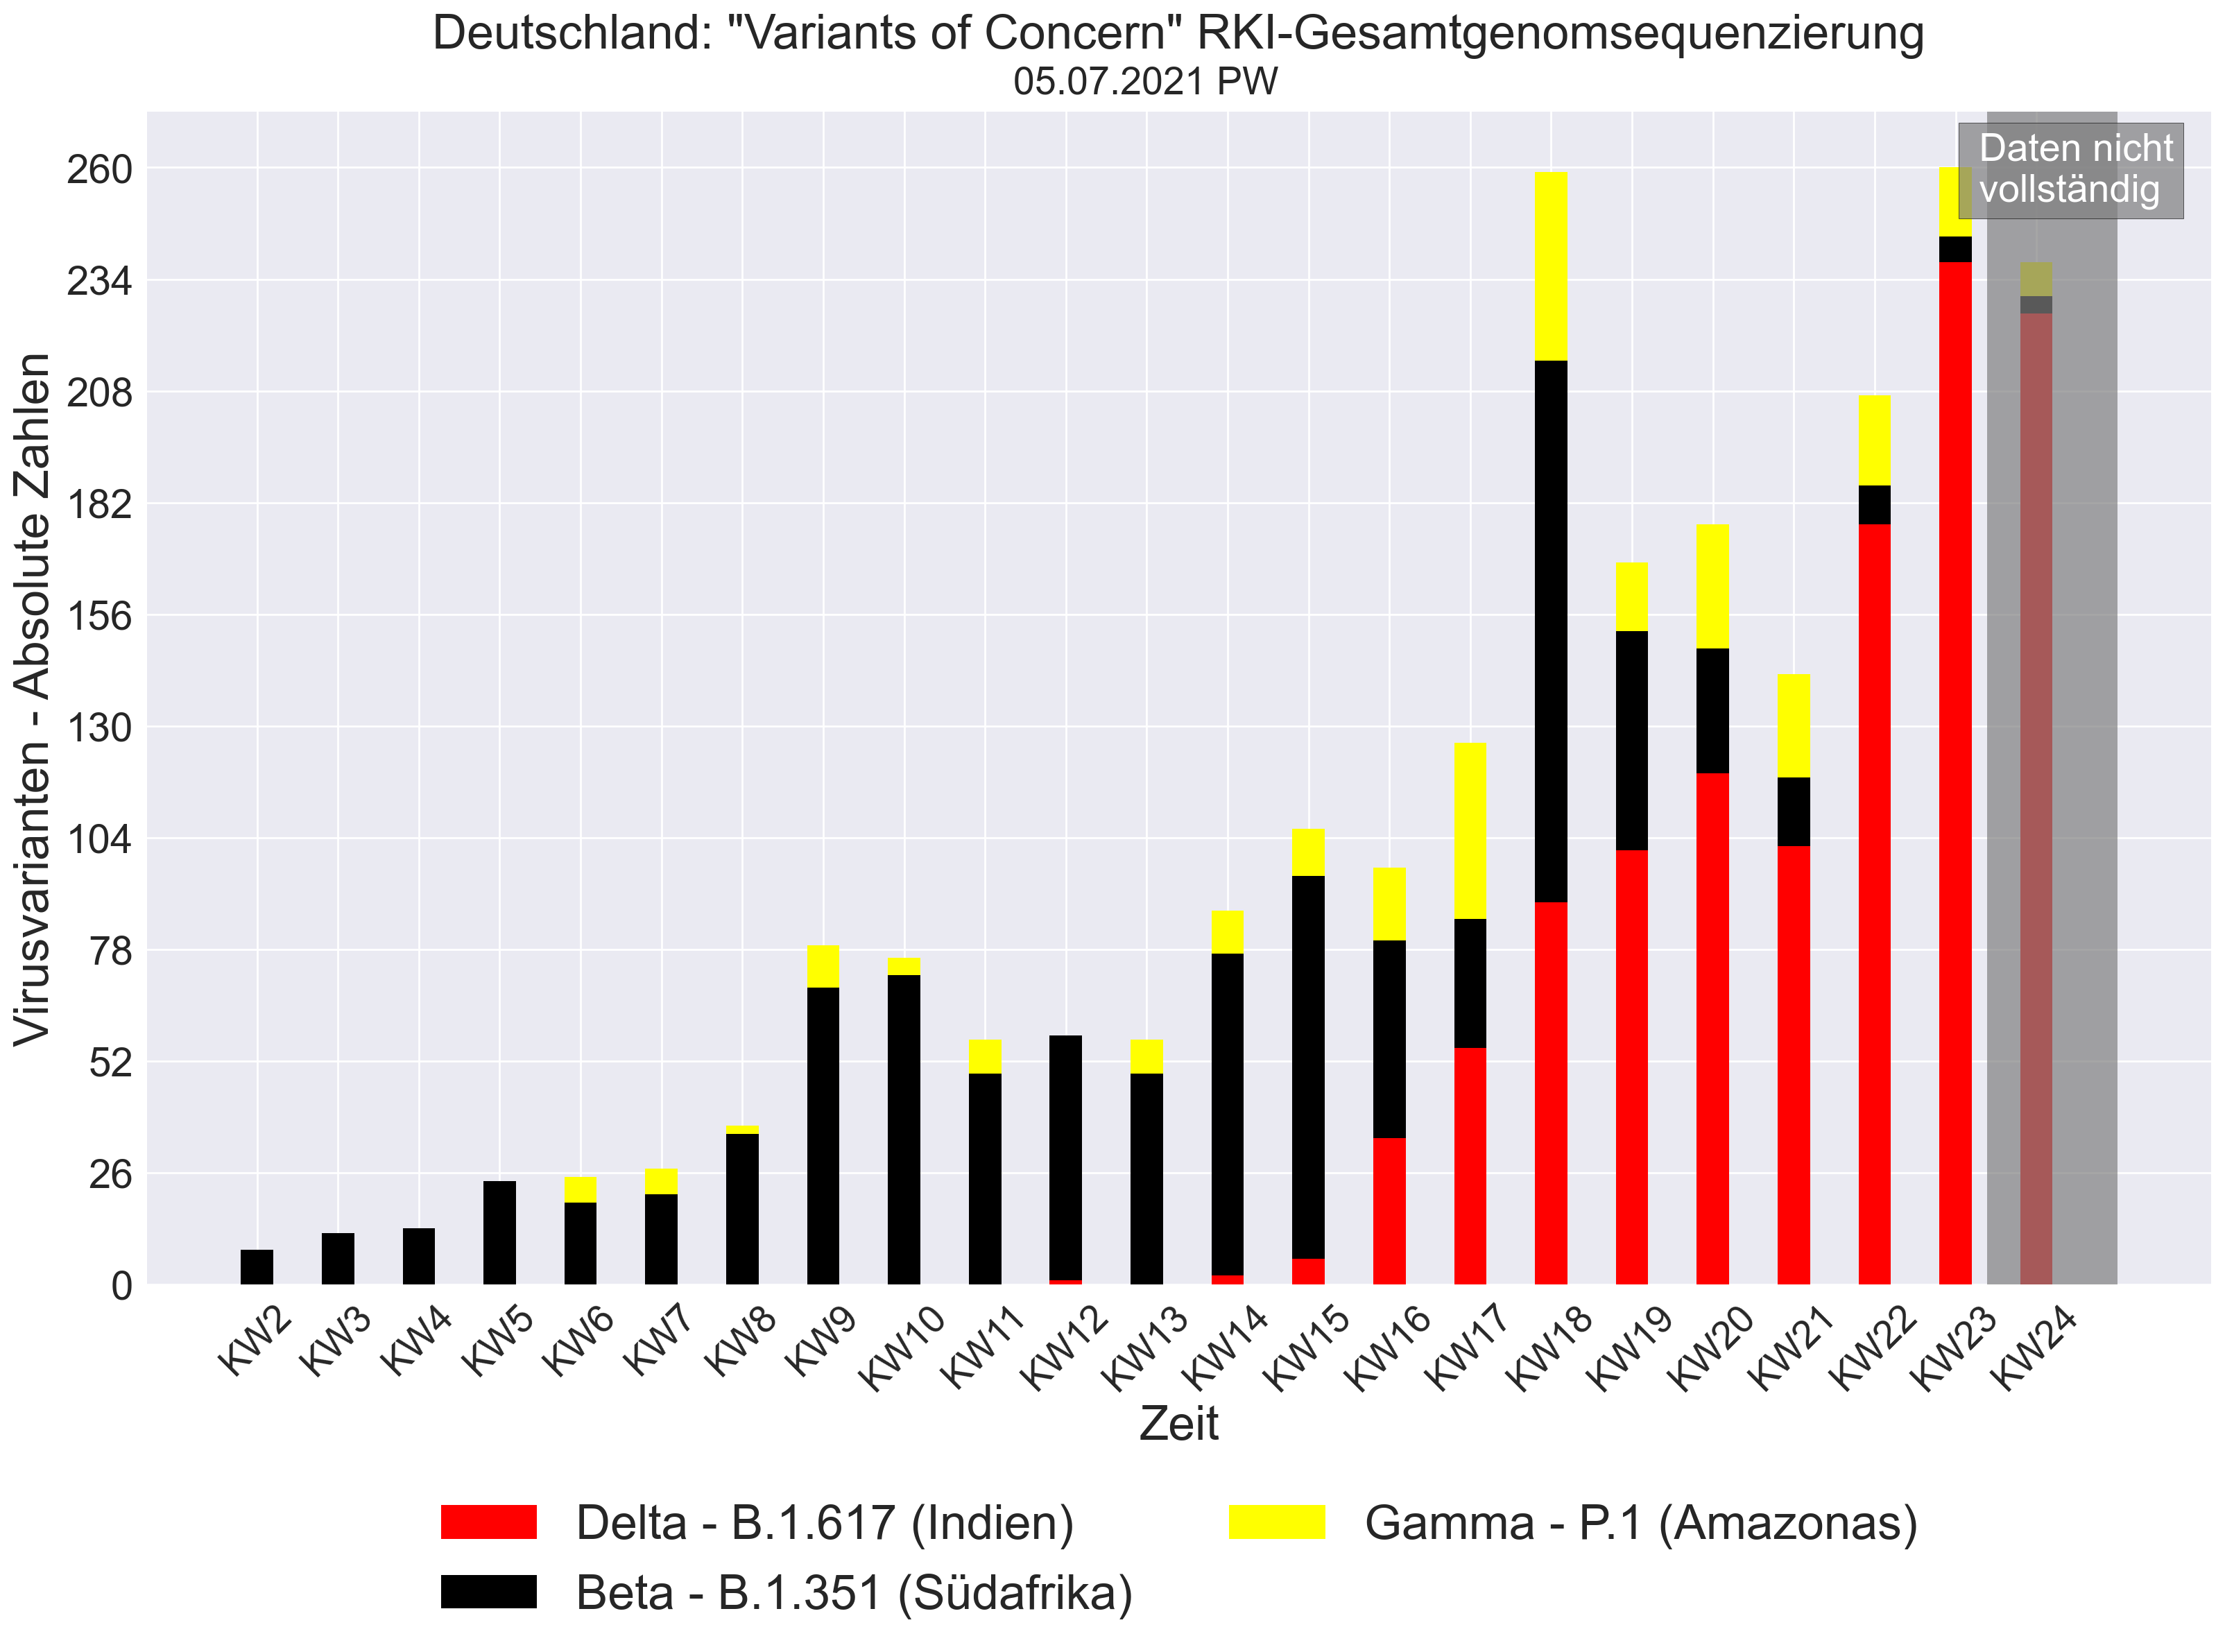 Deutschland: "Variants of Concern" RKI-Gesamtgenomsequenzierung
05.07.2021 PW
Daten nicht
vollständig
Virusvarianten - Absolute Zahlen
260
234
208
182
156
130
104
78
52
26
0
KW2
KW3
KW4
KW5
KW6
KW7
KW8
KW9
KW10
KW11
KW12
KW13
KW14
KW15
KW16
KW17
KW18
KW19
KW20
KW21
KW22
KW23
KW24
Zeit
Delta - B.1.617 (Indien)
Beta - B.1.351 (Südafrika)
Gamma - P.1 (Amazonas)